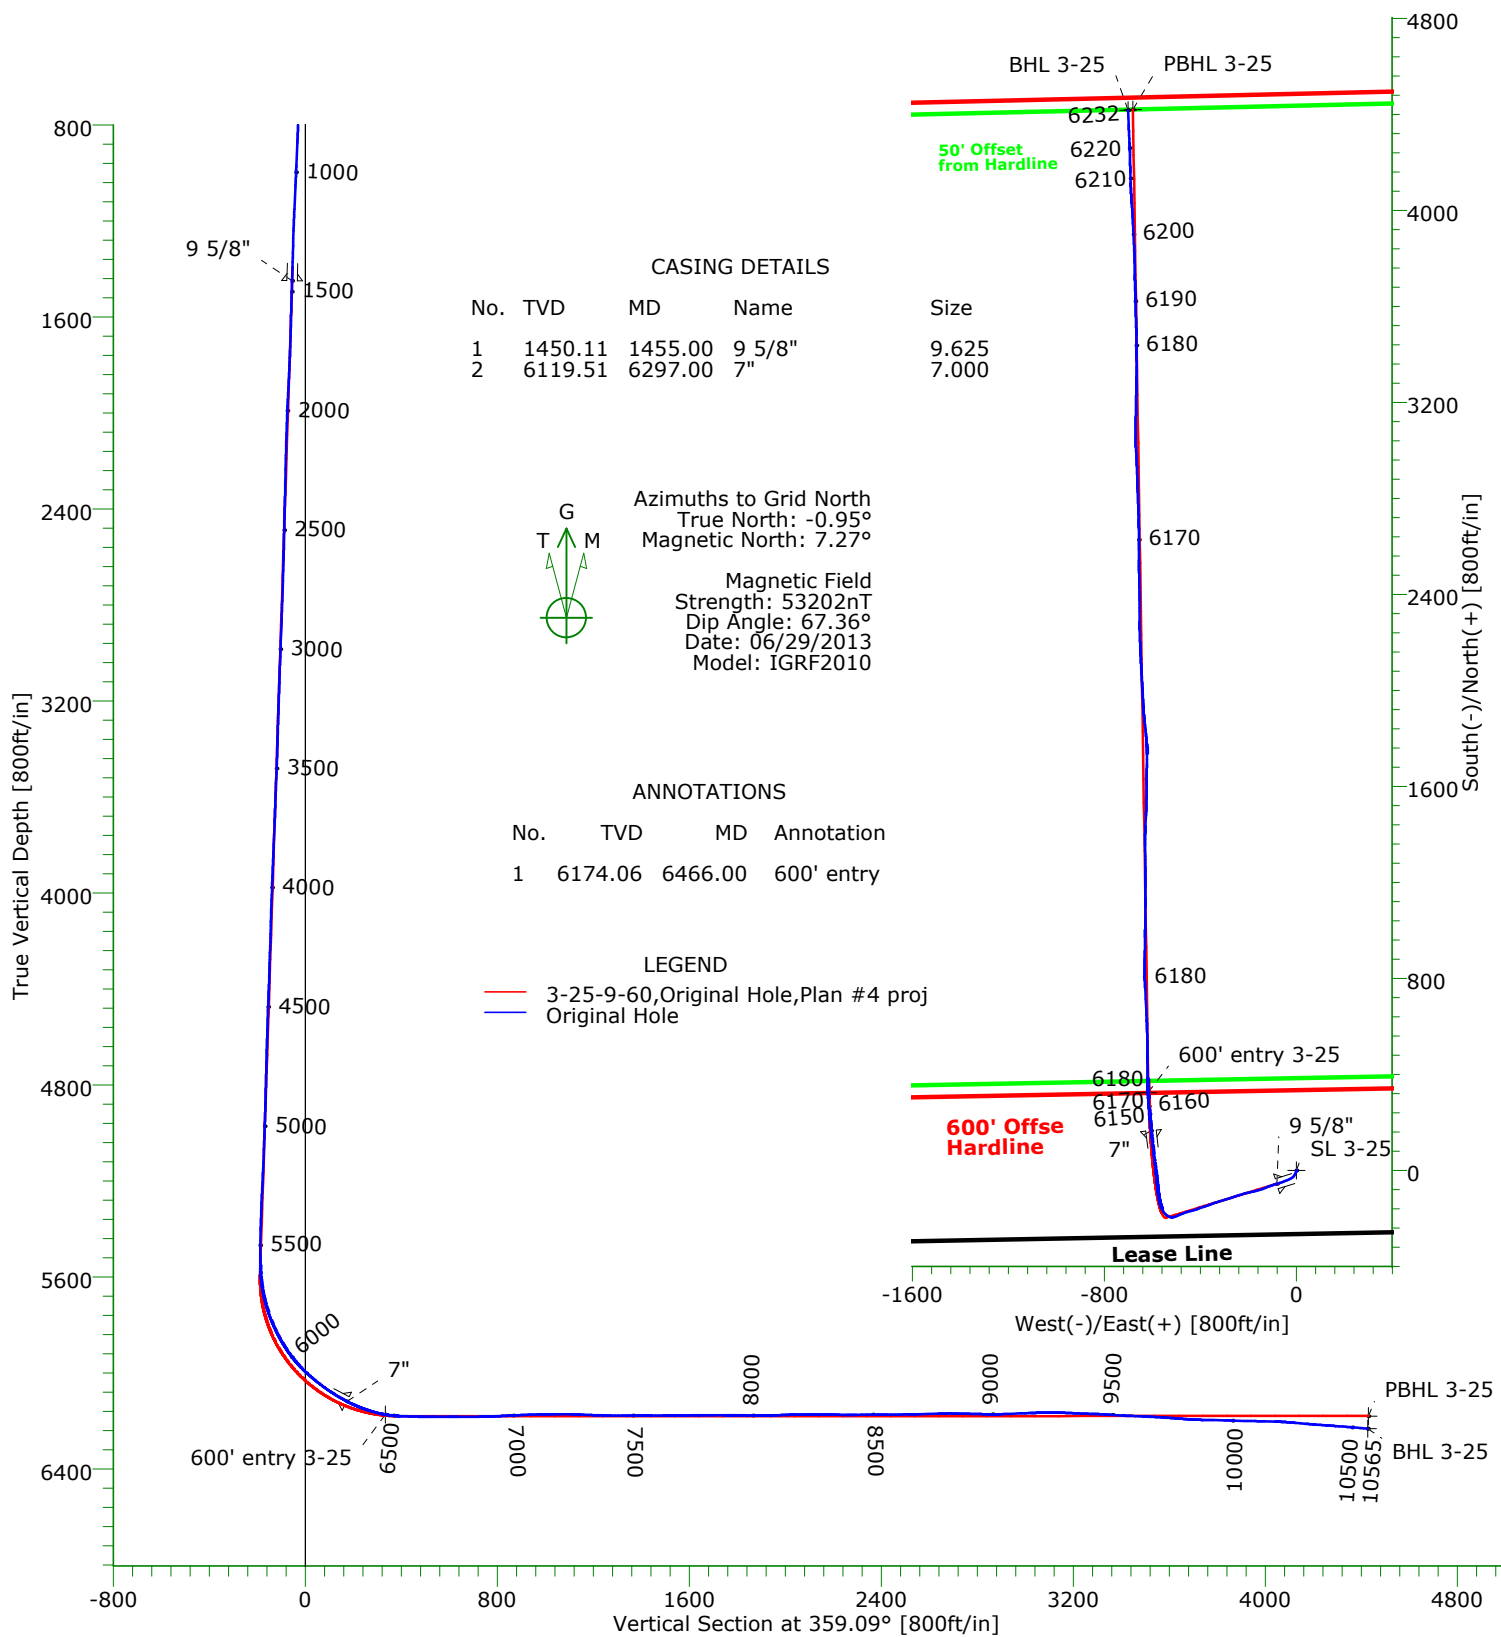 CASING DETAILS
No. TVD MD Name Size
1 1450.11 1455.00 9 5/8" 9.625
2 6119.51 6297.00 7" 7.000
G
T M
Azimuths to Grid North
True North: -0.95°
Magnetic North: 7.27°
Magnetic Field
Strength: 53202nT
Dip Angle: 67.36°
Date: 06/29/2013
Model: IGRF2010
ANNOTATIONS
No. TVD MD Annotation
1 6174.06 6466.00 600' entry
LEGEND
3-25-9-60,Original Hole,Plan #4 proj
Original Hole
True Vertical Depth [800ft/in]
800
1600
2400
3200
4000
4800
5600
6400
9 5/8"
1000
1500
2000
2500
3000
3500
4000
4500
5000
5500
6000
7"
600' entry 3-25
6500
7000
7500
8000
8500
9000
9500
10000
10500
10565
PBHL 3-25
BHL 3-25
-800
0
800
1600
2400
3200
4000
4800
Vertical Section at 359.09° [800ft/in]
BHL 3-25
PBHL 3-25
6232
50' Offset
from Hardline
6220
6210
6200
6190
6180
6170
6180
600' entry 3-25
6180
6170
6160
6150
600' Offse
Hardline
7"
9 5/8"
SL 3-25
Lease Line
4800
4000
3200
2400
1600
800
0
South(-)/North(+) [800ft/in]
-1600
-800
0
West(-)/East(+) [800ft/in]